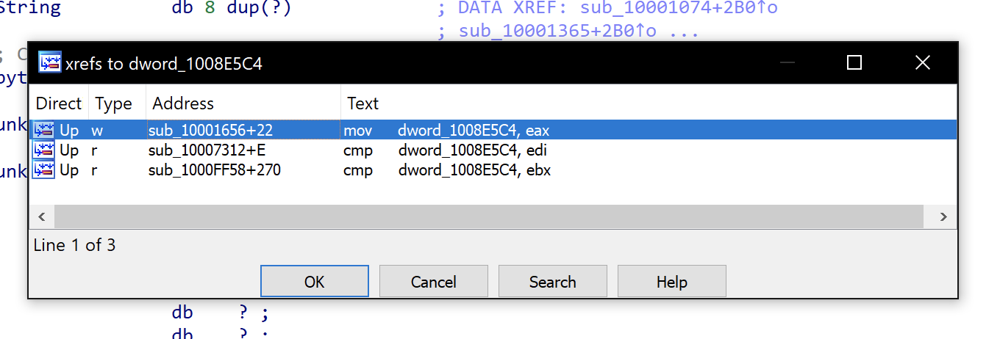 String db 8 dup(?) ; DATA XREF: sub_10001074+2B0↑o
; sub_10001365+2B0↑o ...
; C
byt
unk
unk
xrefs to dword_1008E5C4
Direct Type Address Text
Up w sub_10001656+22 mov dword_1008E5C4, eax
Up r sub_10007312+E cmp dword_1008E5C4, edi
Up r sub_1000FF58+270 cmp dword_1008E5C4, ebx
Line 1 of 3
OK Cancel Search Help
db ? ;
db ? ;